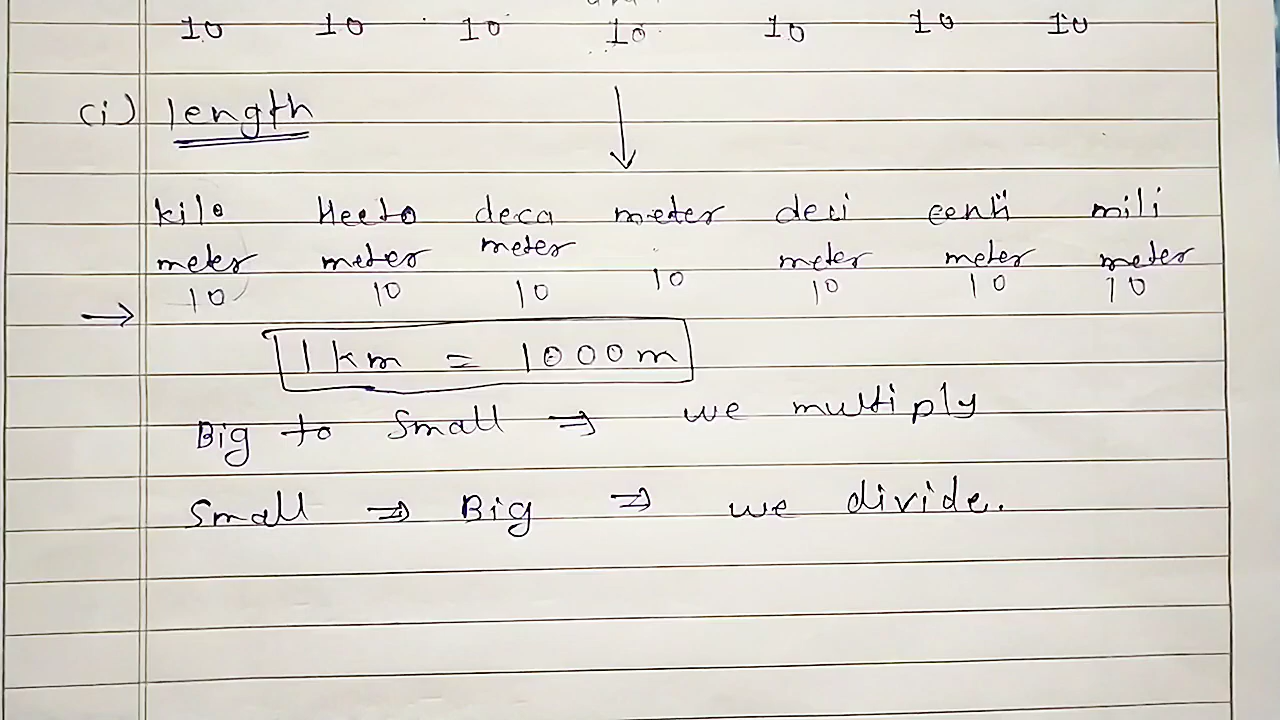 10 10 10 10 10 10 10
(i) length
kilo Hecto deca meter deci centi mili
meter meter meter meter meter meter
10 10 10 10 10 10 10
→
1 km = 1000 m
Big to Small ⇒ we multiply
Small ⇒ Big ⇒ we divide.